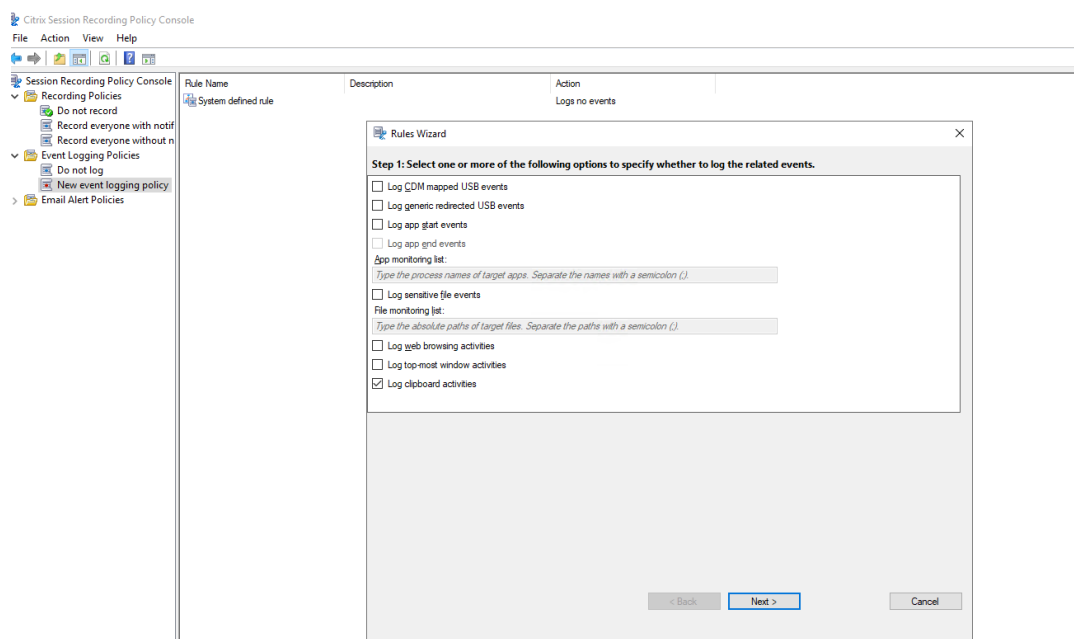 Citrix Session Recording Policy Console
File Action View Help
Session Recording Policy Console
Recording Policies
Do not record
Record everyone with notif
Record everyone without n
Event Logging Policies
Do not log
New event logging policy
Email Alert Policies
Rule Name Description Action
System defined rule Logs no events
Rules Wizard
Step 1: Select one or more of the following options to specify whether to log the related events.
Log CDM mapped USB events
Log generic redirected USB events
Log app start events
Log app end events
App monitoring list:
Type the process names of target apps. Separate the names with a semicolon (;).
Log sensitive file events
File monitoring list:
Type the absolute paths of target files. Separate the paths with a semicolon (;).
Log web browsing activities
Log top-most window activities
Log clipboard activities
< Back Next > Cancel